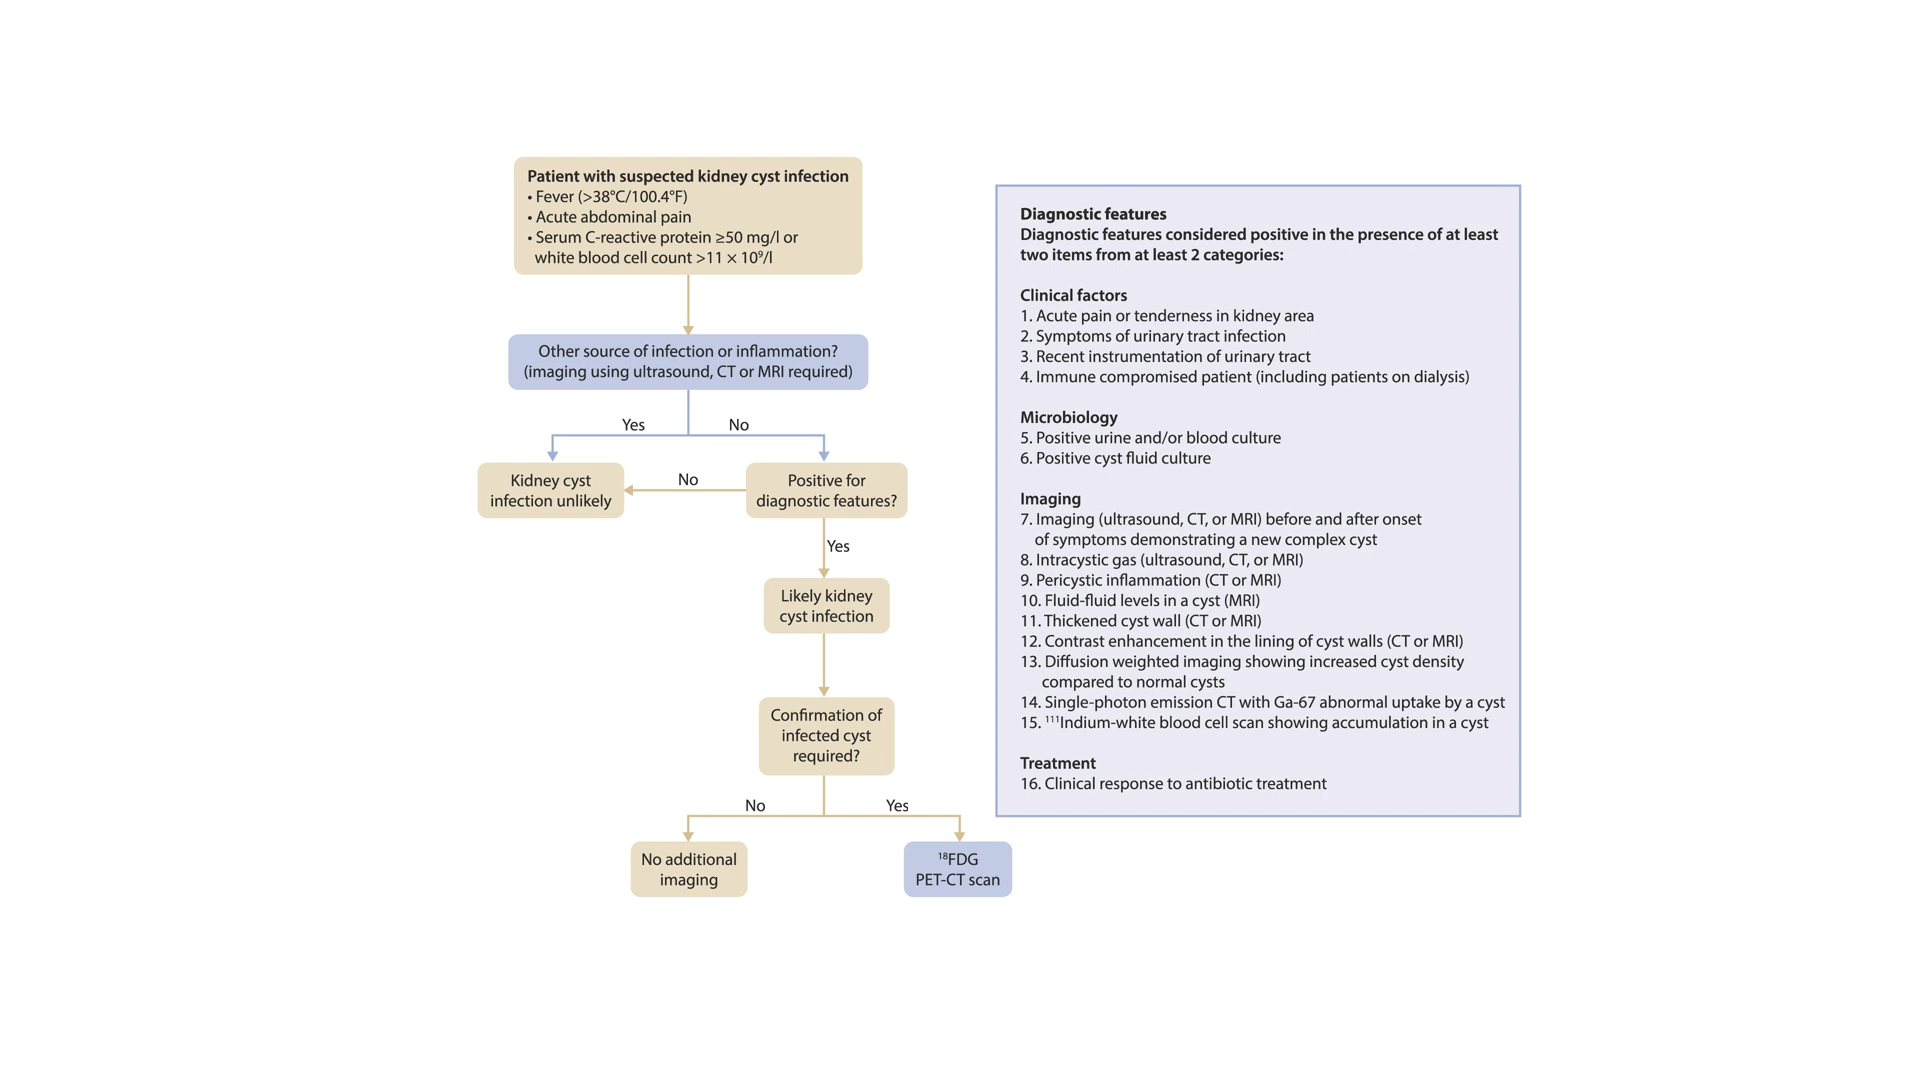 Patient with suspected kidney cyst infection
• Fever (>38°C/100.4°F)
• Acute abdominal pain
• Serum C-reactive protein ≥50 mg/l or
white blood cell count >11 × 10⁹/l
Other source of infection or inflammation?
(imaging using ultrasound, CT or MRI required)
Yes
No
Kidney cyst
infection unlikely
No
Positive for
diagnostic features?
Yes
Likely kidney
cyst infection
Confirmation of
infected cyst
required?
No
Yes
No additional
imaging
¹⁸FDG
PET-CT scan
Diagnostic features
Diagnostic features considered positive in the presence of at least
two items from at least 2 categories:
Clinical factors
1. Acute pain or tenderness in kidney area
2. Symptoms of urinary tract infection
3. Recent instrumentation of urinary tract
4. Immune compromised patient (including patients on dialysis)
Microbiology
5. Positive urine and/or blood culture
6. Positive cyst fluid culture
Imaging
7. Imaging (ultrasound, CT, or MRI) before and after onset
of symptoms demonstrating a new complex cyst
8. Intracystic gas (ultrasound, CT, or MRI)
9. Pericystic inflammation (CT or MRI)
10. Fluid-fluid levels in a cyst (MRI)
11. Thickened cyst wall (CT or MRI)
12. Contrast enhancement in the lining of cyst walls (CT or MRI)
13. Diffusion weighted imaging showing increased cyst density
compared to normal cysts
14. Single-photon emission CT with Ga-67 abnormal uptake by a cyst
15. ¹¹¹Indium-white blood cell scan showing accumulation in a cyst
Treatment
16. Clinical response to antibiotic treatment